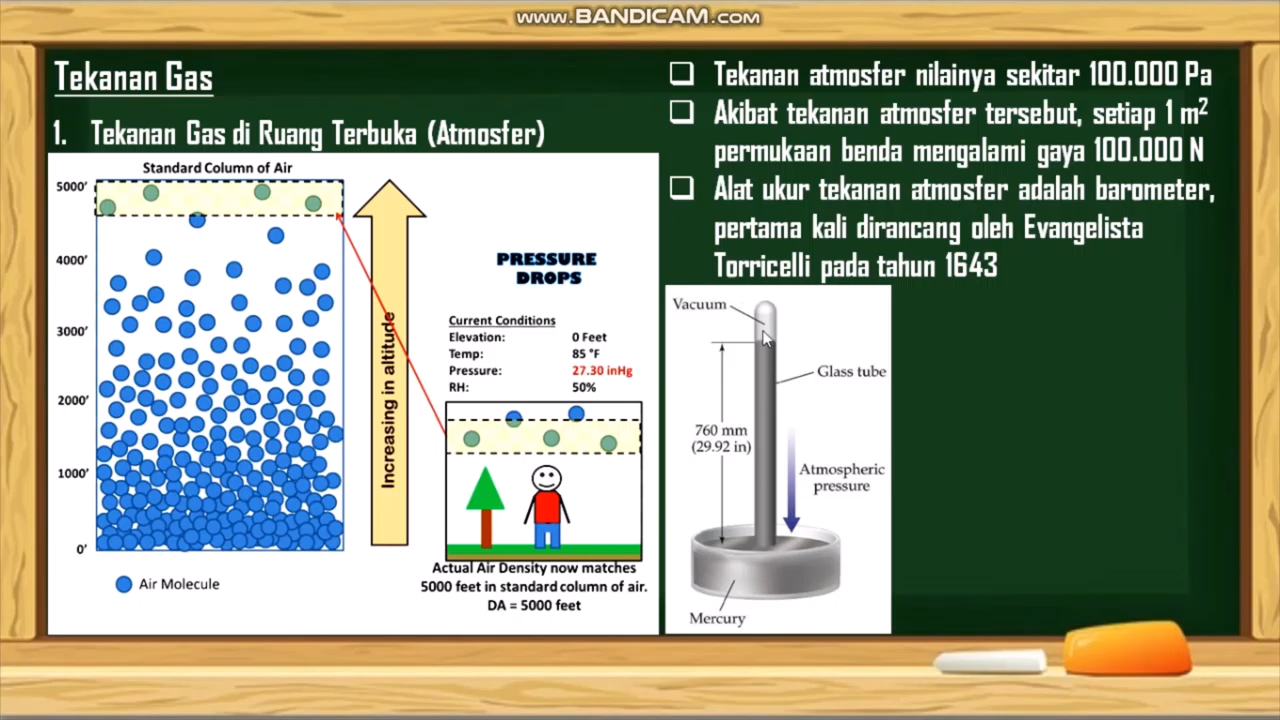 www.BANDICAM.com
Tekanan Gas
1. Tekanan Gas di Ruang Terbuka (Atmosfer)
Standard Column of Air
5000'
4000'
3000'
2000'
1000'
0'
Increasing in altitude
Air Molecule
PRESSURE
DROPS
Current Conditions
Elevation: 0 Feet
Temp: 85 °F
Pressure: 27.30 inHg
RH: 50%
Actual Air Density now matches
5000 feet in standard column of air.
DA = 5000 feet
❑ Tekanan atmosfer nilainya sekitar 100.000 Pa
❑ Akibat tekanan atmosfer tersebut, setiap 1 m²
permukaan benda mengalami gaya 100.000 N
❑ Alat ukur tekanan atmosfer adalah barometer,
pertama kali dirancang oleh Evangelista
Torricelli pada tahun 1643
Vacuum
Glass tube
760 mm
(29.92 in)
Atmospheric
pressure
Mercury